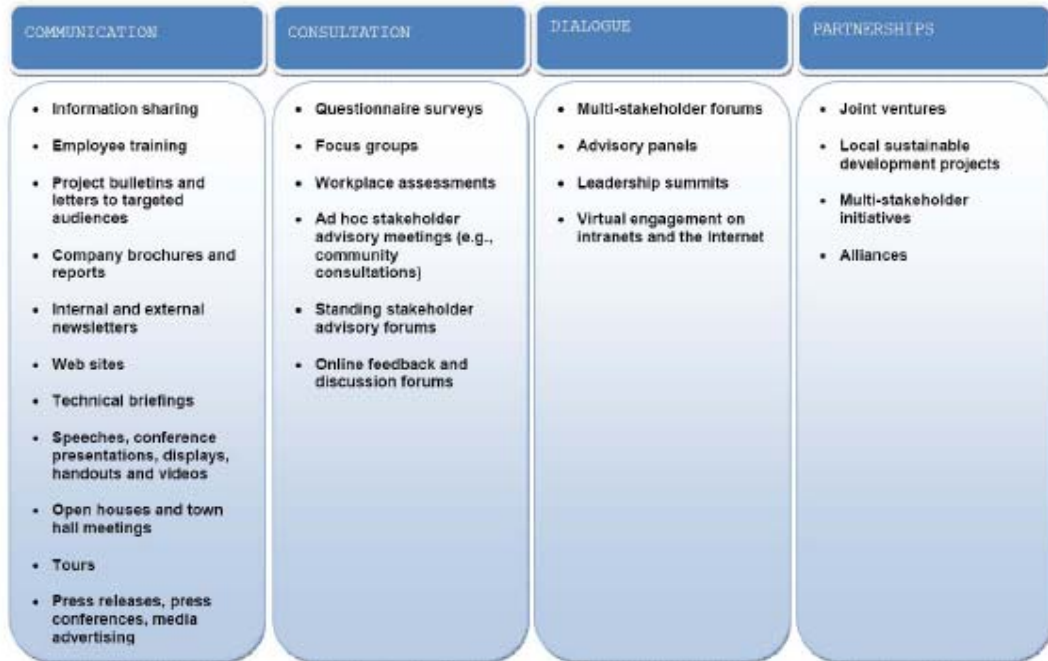 COMMUNICATION
• Information sharing
• Employee training
• Project bulletins and
letters to targeted
audiences
• Company brochures and
reports
• Internal and external
newsletters
• Web sites
• Technical briefings
• Speeches, conference
presentations, displays,
handouts and videos
• Open houses and town
hall meetings
• Tours
• Press releases, press
conferences, media
advertising
CONSULTATION
• Questionnaire surveys
• Focus groups
• Workplace assessments
• Ad hoc stakeholder
advisory meetings (e.g.,
community
consultations)
• Standing stakeholder
advisory forums
• Online feedback and
discussion forums
DIALOGUE
• Multi-stakeholder forums
• Advisory panels
• Leadership summits
• Virtual engagement on
intranets and the Internet
PARTNERSHIPS
• Joint ventures
• Local sustainable
development projects
• Multi-stakeholder
initiatives
• Alliances